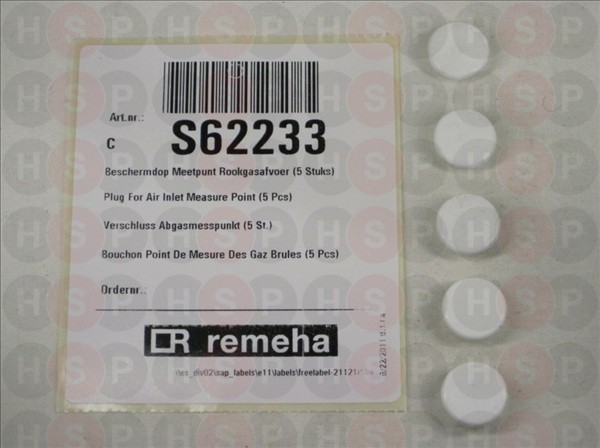 Art.nr.:
C S62233
Beschermdop Meetpunt Rookgasafvoer (5 Stuks)
Plug For Air Inlet Measure Point (5 Pcs)
Verschluss Abgasmesspunkt (5 St.)
Bouchon Point De Mesure Des Gaz Brules (5 Pcs)
Ordernr.:
remeha
HSP